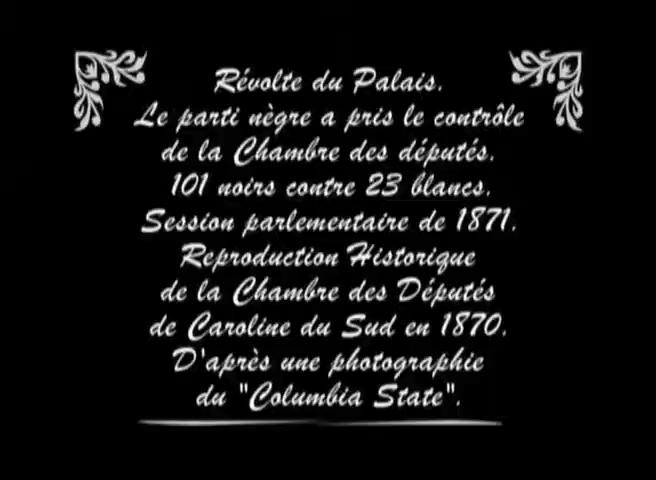 Révolte du Palais.
Le parti nègre a pris le contrôle
de la Chambre des députés.
101 noirs contre 23 blancs.
Session parlementaire de 1871.
Reproduction Historique
de la Chambre des Députés
de Caroline du Sud en 1870.
D'après une photographie
du "Columbia State".